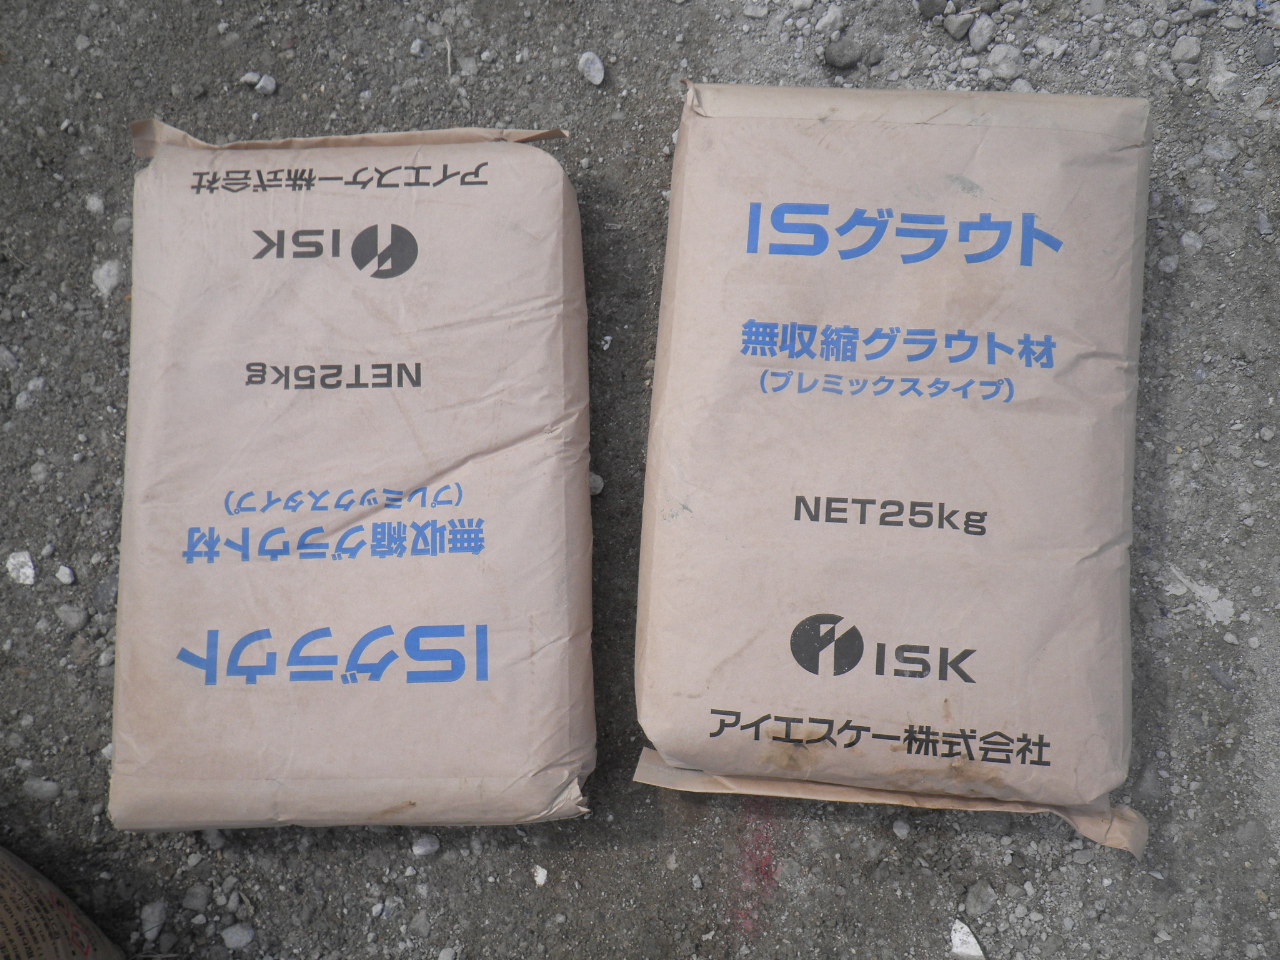 アイエスケー株式会社
ISK
NET25kg
(プレミックスタイプ)
無収縮グラウト材
ISグラウト
ISグラウト
無収縮グラウト材
(プレミックスタイプ)
NET25kg
ISK
アイエスケー株式会社